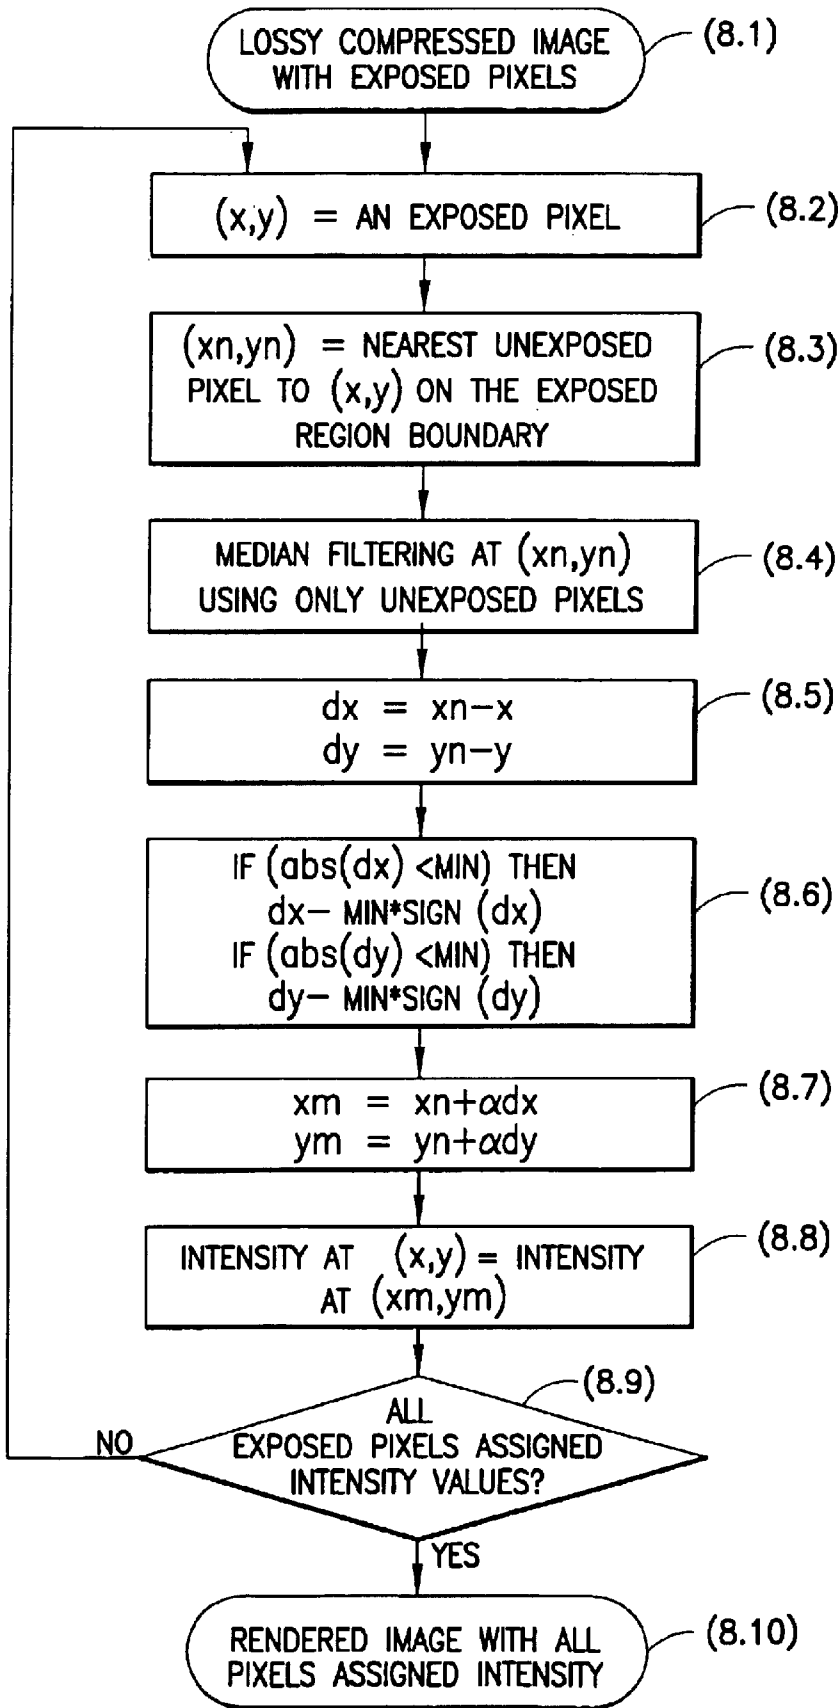 LOSSY COMPRESSED IMAGE
WITH EXPOSED PIXELS
(8.1)
(x,y) = AN EXPOSED PIXEL
(8.2)
(xn,yn) = NEAREST UNEXPOSED
PIXEL TO (x,y) ON THE EXPOSED
REGION BOUNDARY
(8.3)
MEDIAN FILTERING AT (xn,yn)
USING ONLY UNEXPOSED PIXELS
(8.4)
dx = xn-x
dy = yn-y
(8.5)
IF (abs(dx) <MIN) THEN
dx- MIN*SIGN (dx)
IF (abs(dy) <MIN) THEN
dy- MIN*SIGN (dy)
(8.6)
xm = xn+αdx
ym = yn+αdy
(8.7)
INTENSITY AT (x,y) = INTENSITY
AT (xm,ym)
(8.8)
ALL
EXPOSED PIXELS ASSIGNED
INTENSITY VALUES?
(8.9)
NO
YES
RENDERED IMAGE WITH ALL
PIXELS ASSIGNED INTENSITY
(8.10)